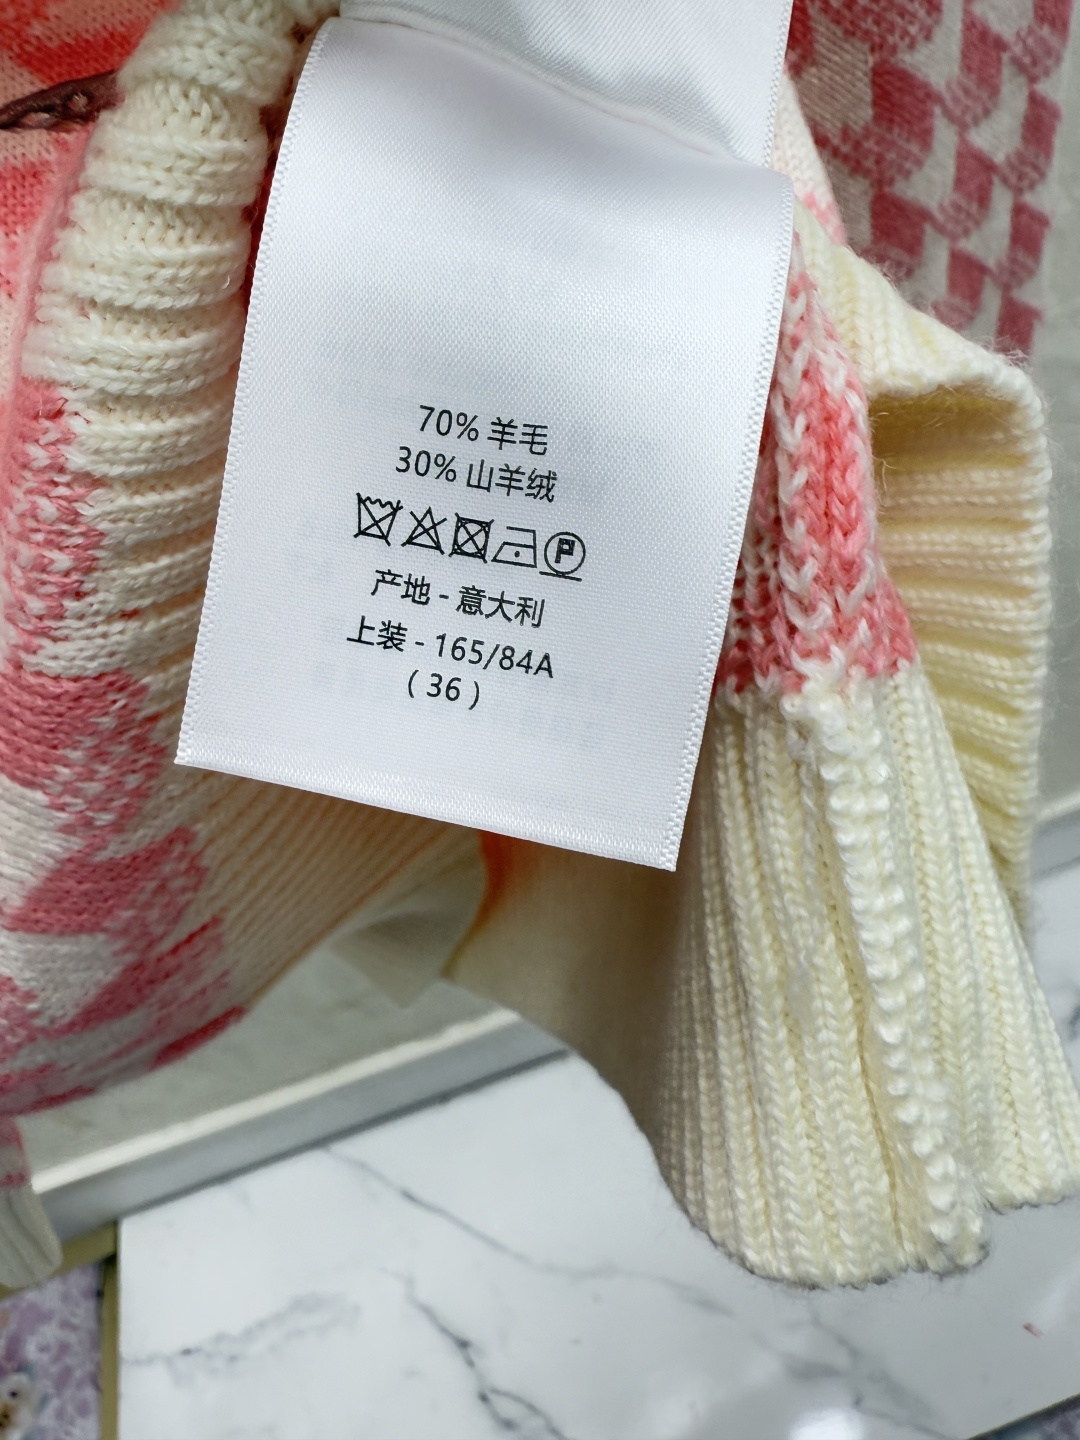 70% 羊毛
30% 山羊绒
P
产地 - 意大利
上装 - 165/84A
( 36 )